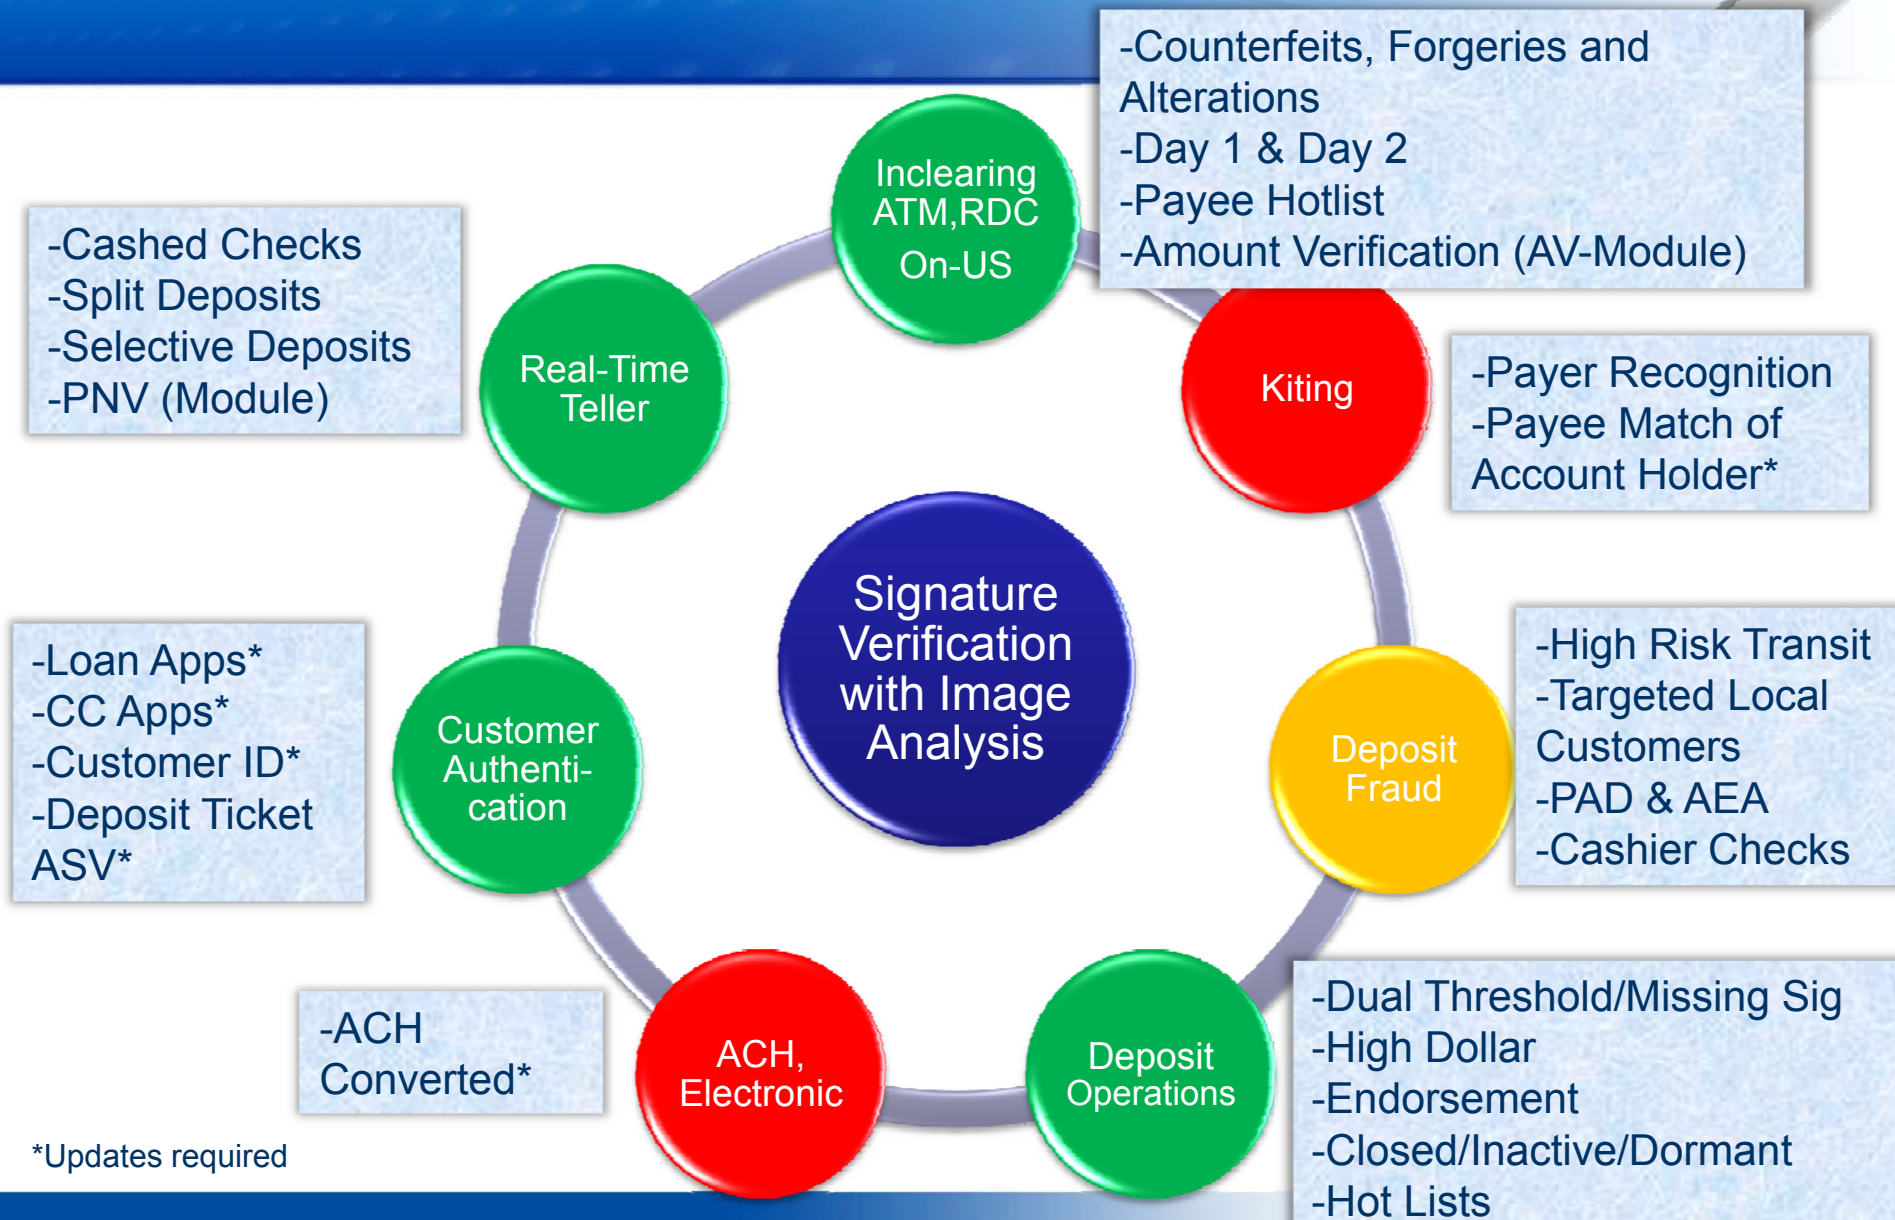 -Counterfeits, Forgeries and
Alterations
-Day 1 & Day 2
-Payee Hotlist
-Amount Verification (AV-Module)
Inclearing
ATM,RDC
On-US
-Cashed Checks
-Split Deposits
-Selective Deposits
-PNV (Module)
Real-Time
Teller
Kiting
-Payer Recognition
-Payee Match of
Account Holder*
Signature
Verification
with Image
Analysis
-Loan Apps*
-CC Apps*
-Customer ID*
-Deposit Ticket
ASV*
Customer
Authenti-
cation
Deposit
Fraud
-High Risk Transit
-Targeted Local
Customers
-PAD & AEA
-Cashier Checks
-ACH
Converted*
ACH,
Electronic
Deposit
Operations
-Dual Threshold/Missing Sig
-High Dollar
-Endorsement
-Closed/Inactive/Dormant
-Hot Lists
*Updates required